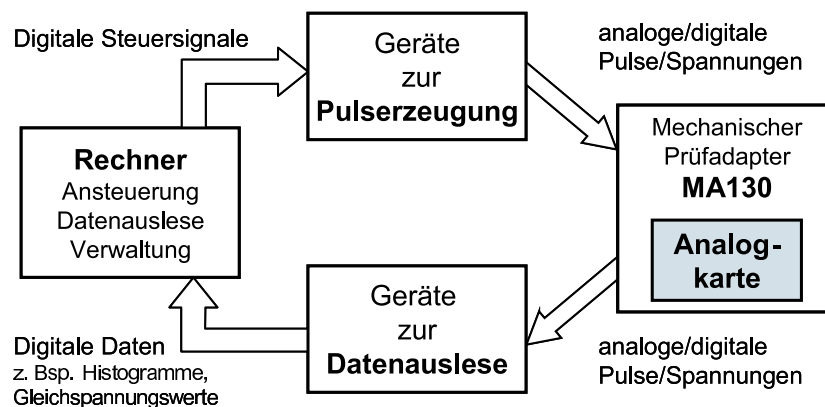 Digitale Steuersignale
Geräte
zur
Pulserzeugung
analoge/digitale
Pulse/Spannungen
Rechner
Ansteuerung
Datenauslese
Verwaltung
Mechanischer
Prüfadapter
MA130
Analog-
karte
Geräte
zur
Datenauslese
Digitale Daten
z. Bsp. Histogramme,
Gleichspannungswerte
analoge/digitale
Pulse/Spannungen